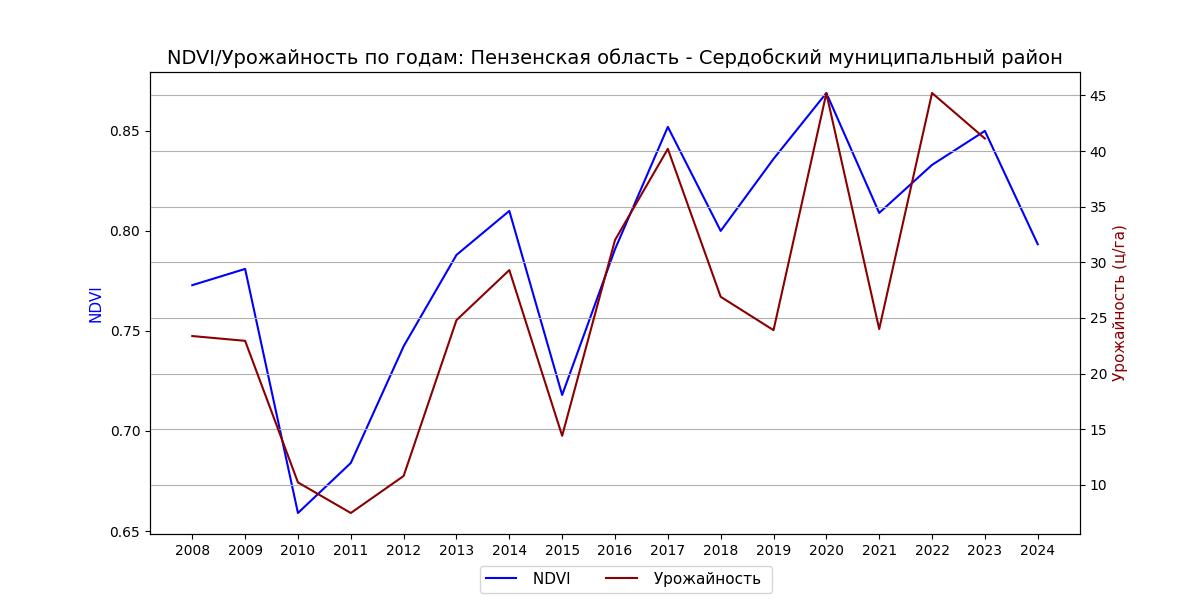 NDVI/Урожайность по годам: Пензенская область - Сердобский муниципальный район
NDVI
0.85
0.80
0.75
0.70
0.65
45
40
35
30
25
20
15
10
Урожайность (ц/га)
2008 2009 2010 2011 2012 2013 2014 2015 2016 2017 2018 2019 2020 2021 2022 2023 2024
NDVI Урожайность